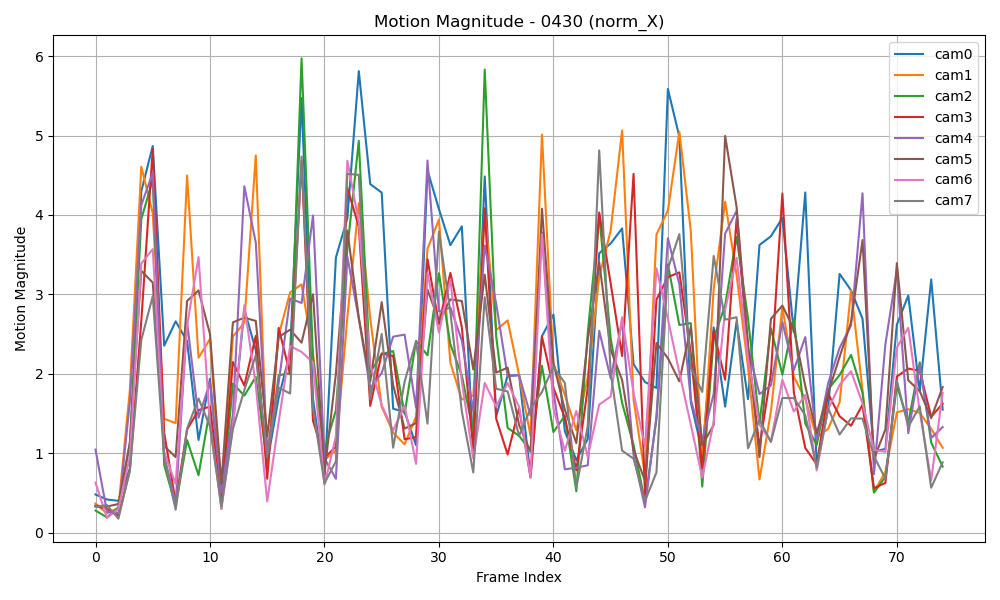 Motion Magnitude - 0430 (norm_X)
Motion Magnitude
6
5
4
3
2
1
0
0 10 20 30 40 50 60 70
Frame Index
cam0
cam1
cam2
cam3
cam4
cam5
cam6
cam7